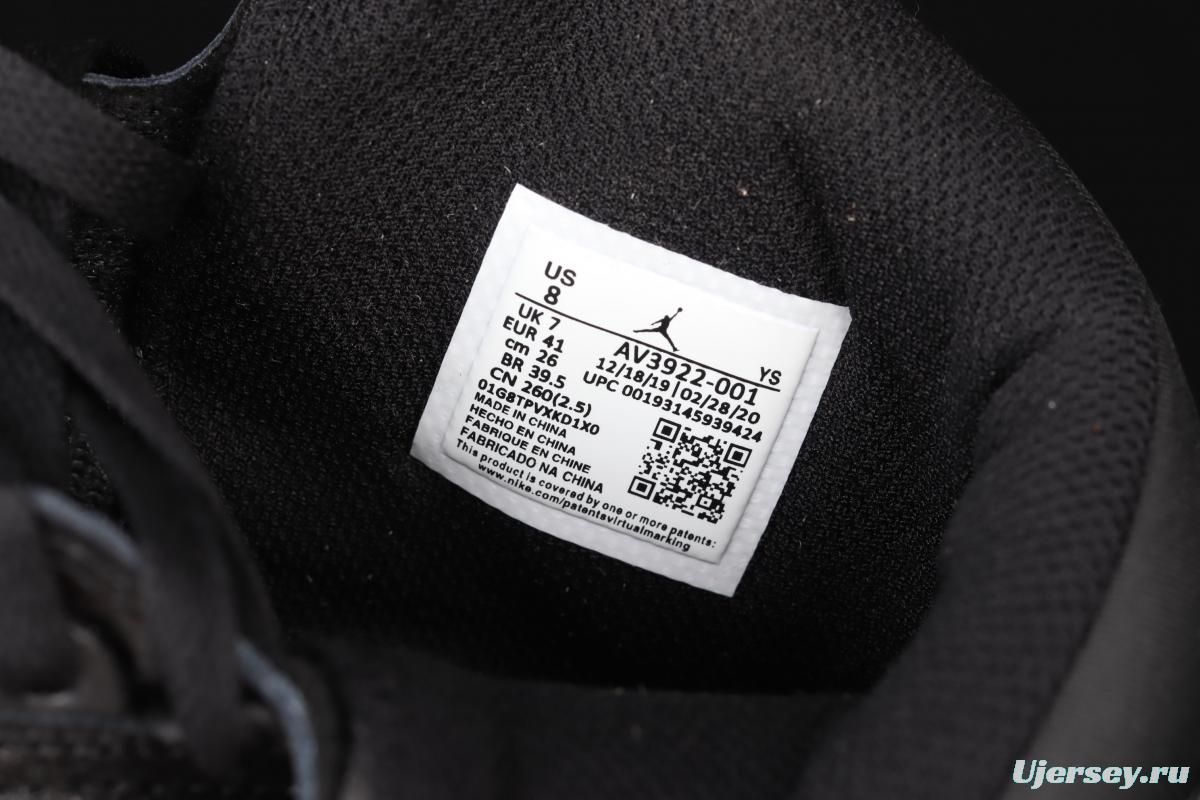 US
8
UK 7
EUR 41
cm 26
BR 39.5
CN 260(2.5)
01G8TPVXKD1X0
MADE IN CHINA
HECHO EN CHINA
FABRIQUE EN CHINE
FABRICADO NA CHINA
This product is covered by one or more patents:
www.nike.com/patentsvirtualmarking
AV3922-001 YS
12/18/19 | 02/28/20
UPC 00193145939424
Ujersey.ru